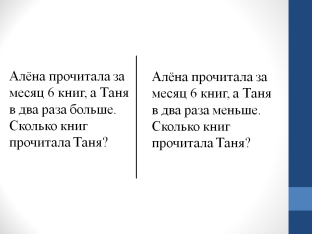 Алёна прочитала за
месяц 6 книг, а Таня
в два раза больше.
Сколько книг
прочитала Таня?
Алёна прочитала за
месяц 6 книг, а Таня
в два раза меньше.
Сколько книг
прочитала Таня?